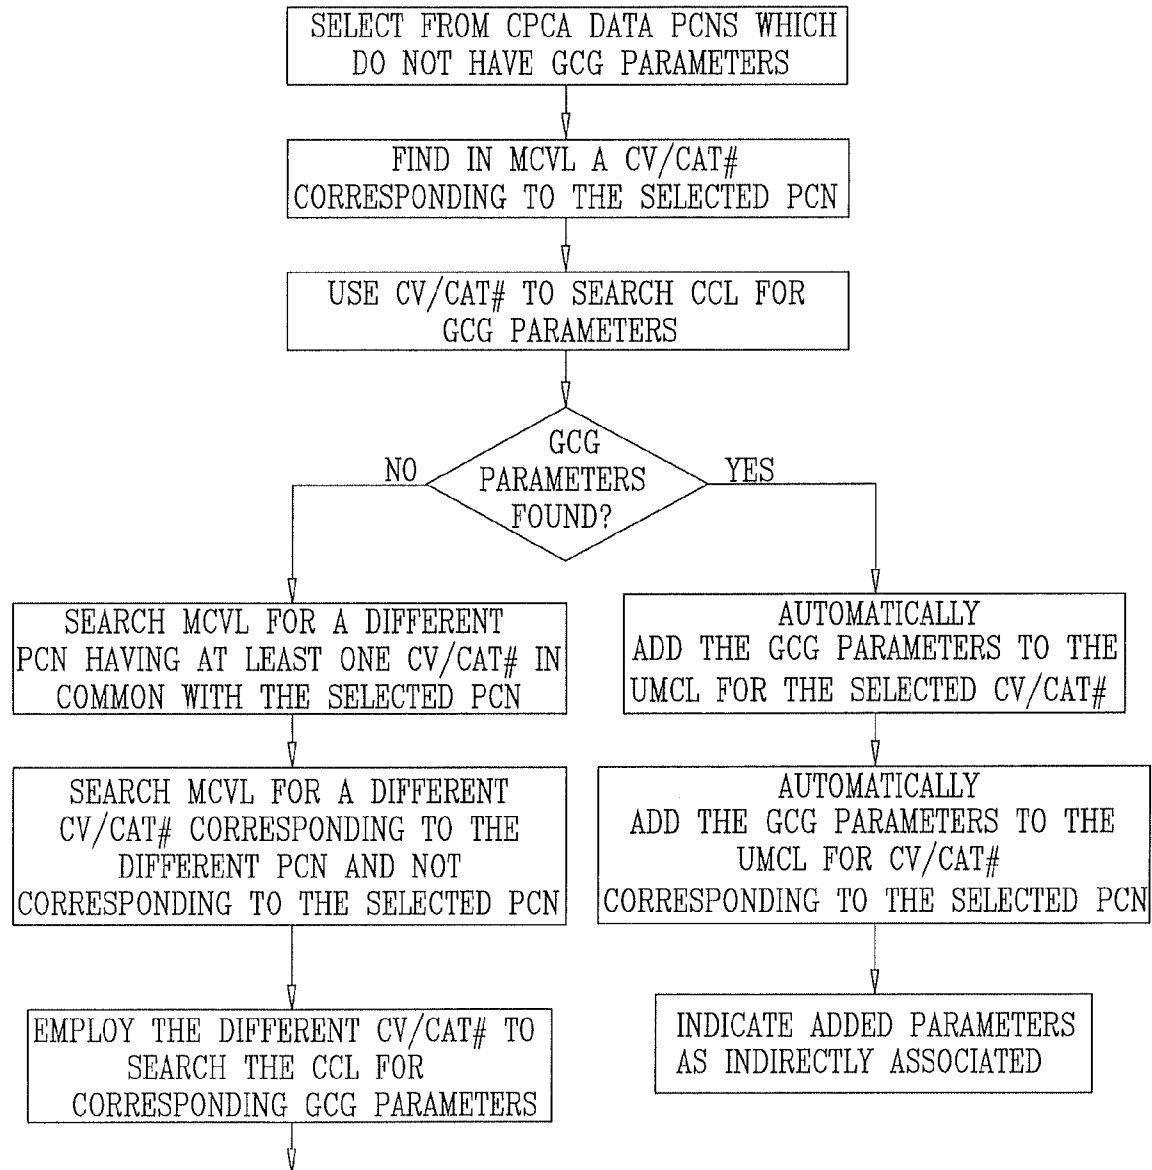 SELECT FROM CPCA DATA PCNS WHICH
DO NOT HAVE GCG PARAMETERS
FIND IN MCVL A CV/CAT#
CORRESPONDING TO THE SELECTED PCN
USE CV/CAT# TO SEARCH CCL FOR
GCG PARAMETERS
GCG
PARAMETERS
FOUND?
NO
YES
SEARCH MCVL FOR A DIFFERENT
PCN HAVING AT LEAST ONE CV/CAT# IN
COMMON WITH THE SELECTED PCN
SEARCH MCVL FOR A DIFFERENT
CV/CAT# CORRESPONDING TO THE
DIFFERENT PCN AND NOT
CORRESPONDING TO THE SELECTED PCN
EMPLOY THE DIFFERENT CV/CAT# TO
SEARCH THE CCL FOR
CORRESPONDING GCG PARAMETERS
AUTOMATICALLY
ADD THE GCG PARAMETERS TO THE
UMCL FOR THE SELECTED CV/CAT#
AUTOMATICALLY
ADD THE GCG PARAMETERS TO THE
UMCL FOR CV/CAT#
CORRESPONDING TO THE SELECTED PCN
INDICATE ADDED PARAMETERS
AS INDIRECTLY ASSOCIATED